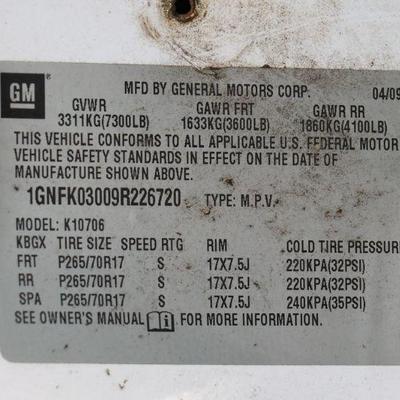 GM
MFD BY GENERAL MOTORS CORP. 04/09
GVWR GAWR FRT GAWR RR
3311KG(7300LB) 1633KG(3600LB) 1860KG(4100LB)
THIS VEHICLE CONFORMS TO ALL APPLICABLE U.S. FEDERAL MOTOR
VEHICLE SAFETY STANDARDS IN EFFECT ON THE DATE OF
MANUFACTURE SHOWN ABOVE.
1GNFK03009R226720 TYPE: M.P.V.
MODEL: K10706
KBGX TIRE SIZE SPEED RTG RIM COLD TIRE PRESSURE
FRT P265/70R17 S 17X7.5J 220KPA(32PSI)
RR P265/70R17 S 17X7.5J 220KPA(32PSI)
SPA P265/70R17 S 17X7.5J 240KPA(35PSI)
SEE OWNER'S MANUAL FOR MORE INFORMATION.